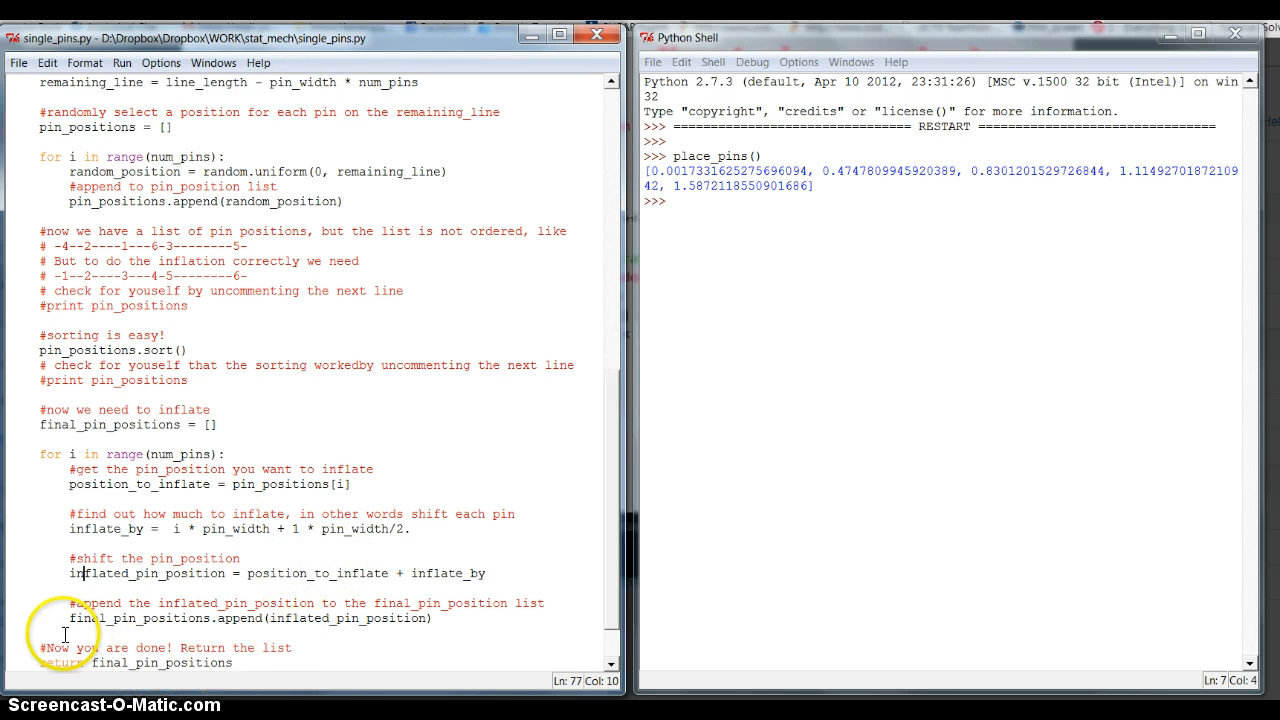 single_pins.py - D:\Dropbox\Dropbox\WORK\stat_mech\single_pins.py
File Edit Format Run Options Windows Help
remaining_line = line_length - pin_width * num_pins
#randomly select a position for each pin on the remaining_line
pin_positions = []
for i in range(num_pins):
random_position = random.uniform(0, remaining_line)
#append to pin_position list
pin_positions.append(random_position)
#now we have a list of pin positions, but the list is not ordered, like
# -4--2----1---6-3--------5-
# But to do the inflation correctly we need
# -1--2----3---4-5--------6-
# check for youself by uncommenting the next line
#print pin_positions
#sorting is easy!
pin_positions.sort()
# check for youself that the sorting workedby uncommenting the next line
#print pin_positions
#now we need to inflate
final_pin_positions = []
for i in range(num_pins):
#get the pin_position you want to inflate
position_to_inflate = pin_positions[i]
#find out how much to inflate, in other words shift each pin
inflate_by =  i * pin_width + 1 * pin_width/2.
#shift the pin_position
inflated_pin_position = position_to_inflate + inflate_by
#append the inflated_pin_position to the final_pin_position list
final_pin_positions.append(inflated_pin_position)
#Now you are done! Return the list
return final_pin_positions
Ln: 77 Col: 10
Python Shell
File Edit Shell Debug Options Windows Help
Python 2.7.3 (default, Apr 10 2012, 23:31:26) [MSC v.1500 32 bit (Intel)] on win
32
Type "copyright", "credits" or "license()" for more information.
>>> ================================ RESTART ================================
>>>
>>> place_pins()
[0.0017331625275696094, 0.4747809945920389, 0.8301201529726844, 1.11492701872109
42, 1.5872118550901686]
>>>
Ln: 7 Col: 4
Screencast-O-Matic.com